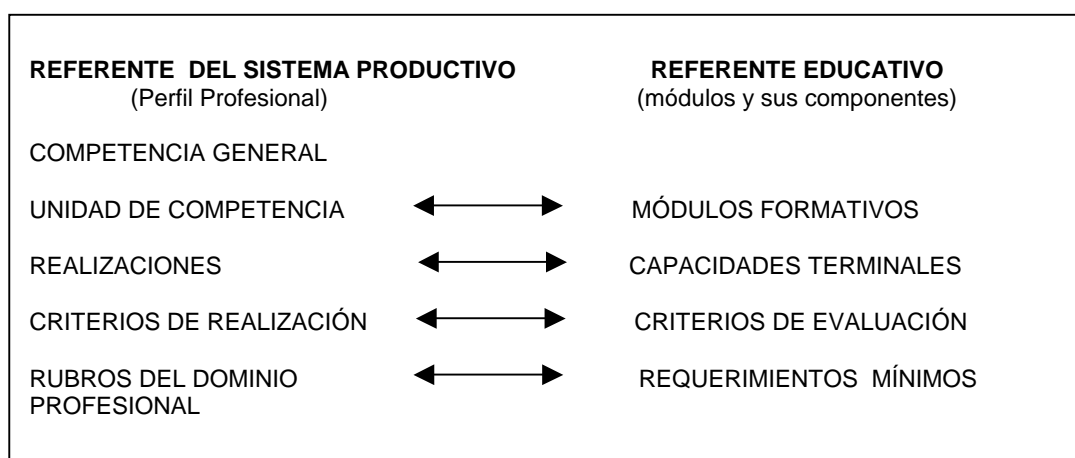 REFERENTE DEL SISTEMA PRODUCTIVO REFERENTE EDUCATIVO
(Perfil Profesional) (módulos y sus componentes)
COMPETENCIA GENERAL
UNIDAD DE COMPETENCIA MÓDULOS FORMATIVOS
REALIZACIONES CAPACIDADES TERMINALES
CRITERIOS DE REALIZACIÓN CRITERIOS DE EVALUACIÓN
RUBROS DEL DOMINIO REQUERIMIENTOS MÍNIMOS
PROFESIONAL